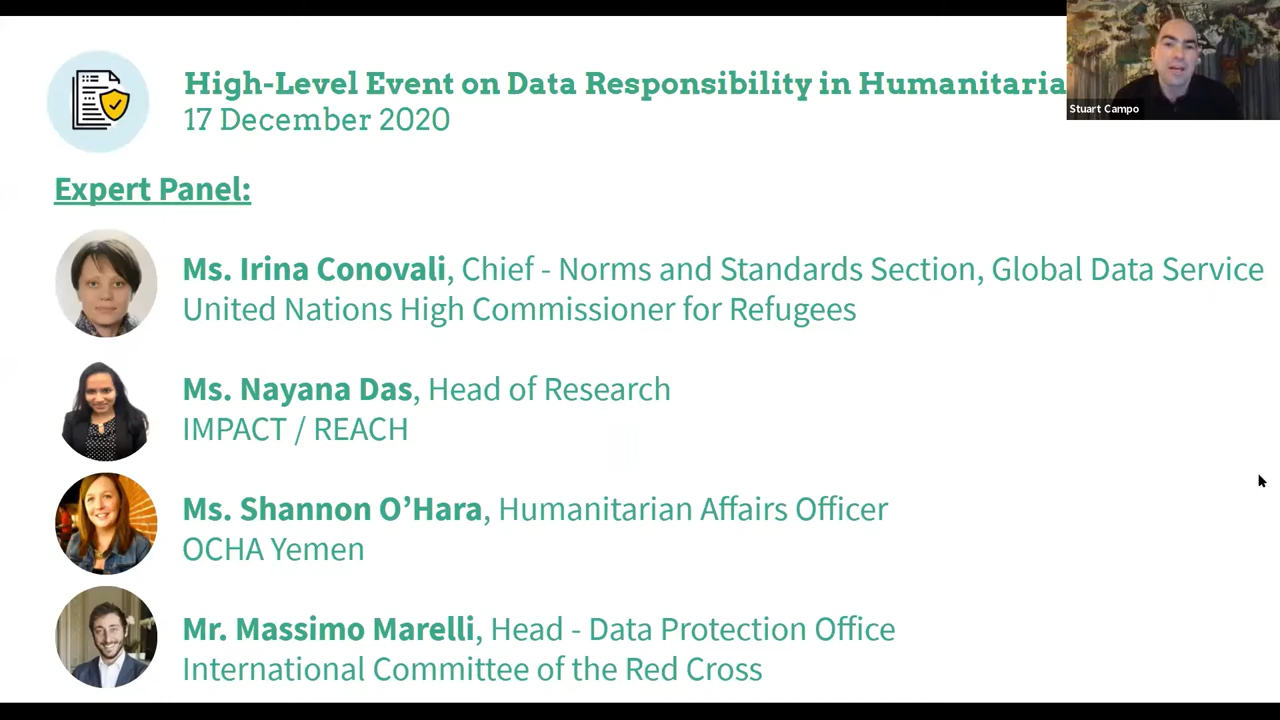 High-Level Event on Data Responsibility in Humanitaria
17 December 2020
Stuart Campo
Expert Panel:
Ms. Irina Conovali, Chief - Norms and Standards Section, Global Data Service
United Nations High Commissioner for Refugees
Ms. Nayana Das, Head of Research
IMPACT / REACH
Ms. Shannon O’Hara, Humanitarian Affairs Officer
OCHA Yemen
Mr. Massimo Marelli, Head - Data Protection Office
International Committee of the Red Cross